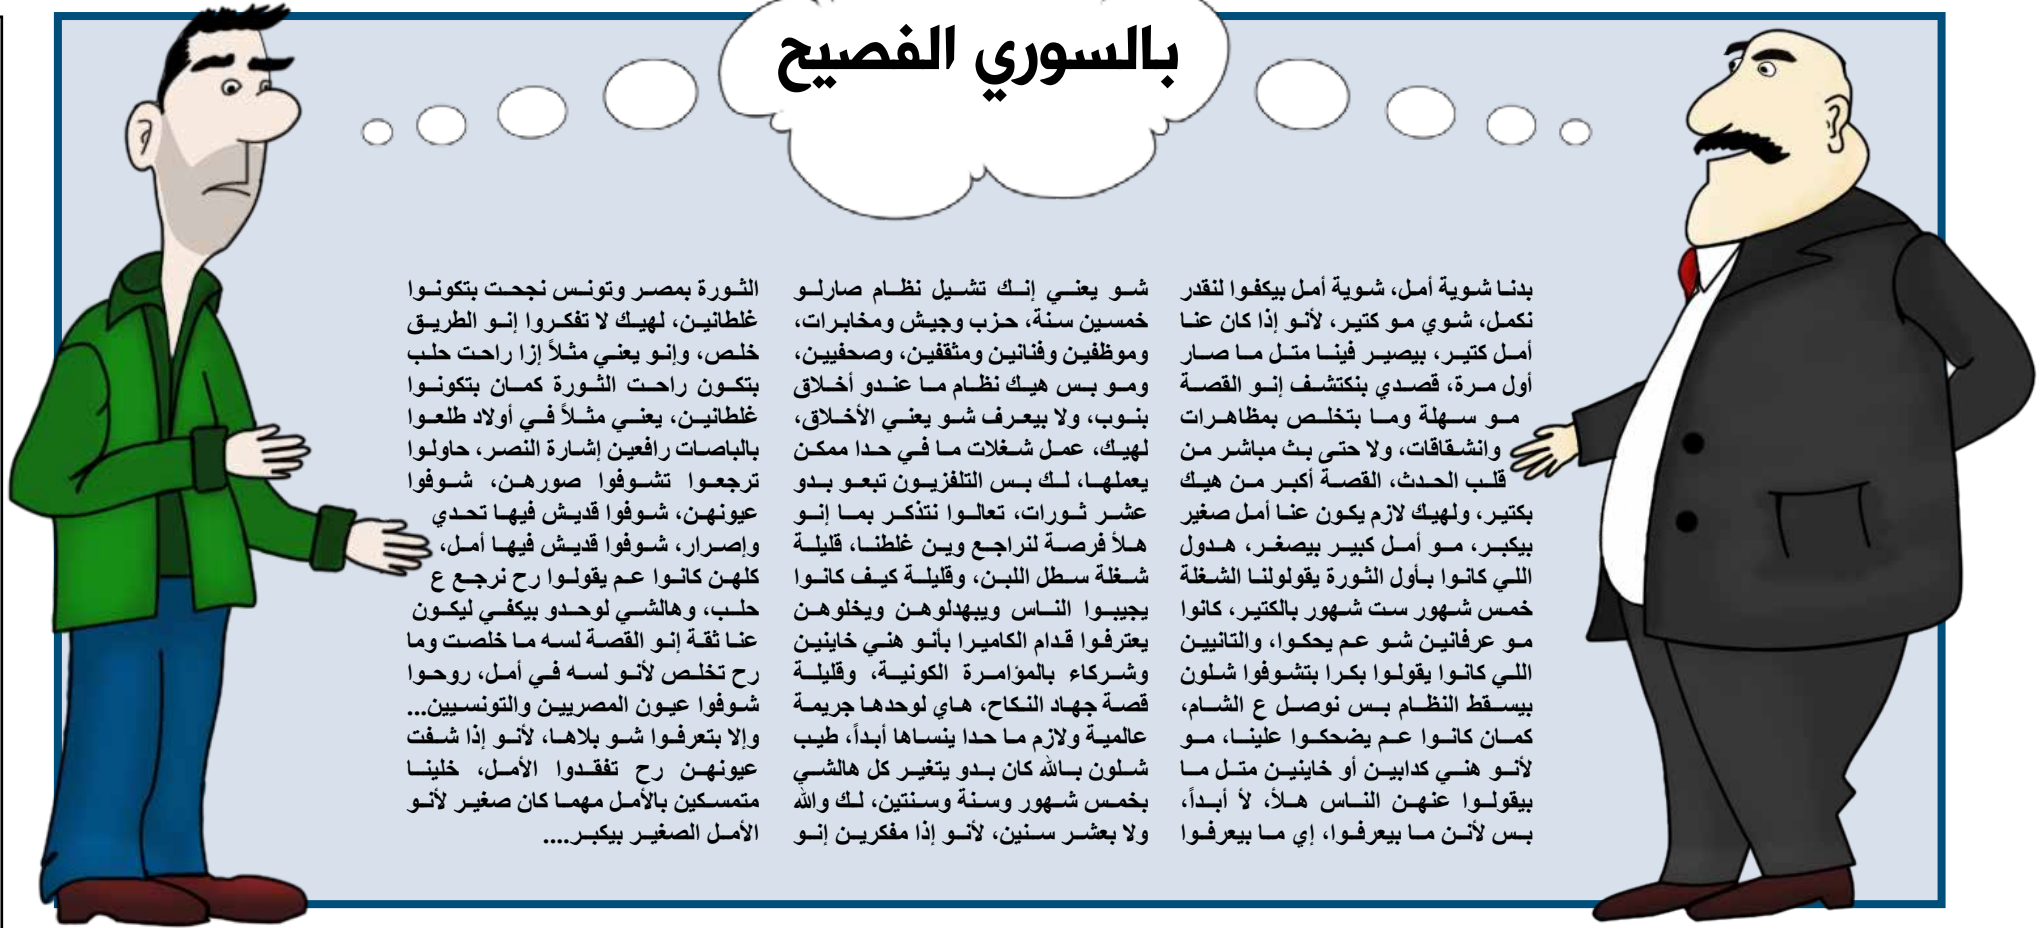 بالسوري الفصيح
بدنا شوية أمل، شوية أمل بيكفوا لنقدر
نكمل، شوي مو كتير، لأنو إذا كان عنا
أمل كتير، بيصير فينا متل ما صار
أول مرة، قصدي بنكتشف إنو القصة
مو سهلة وما بتخلص بمظاهرات
وانشقاقات، ولا حتى بث مباشر من
قلب الحدث، القصة أكبر من هيك
بكتير، ولهيك لازم يكون عنا أمل صغير
بيكبر، مو أمل كبير بيصغر، هدول
اللي كانوا بأول الثورة يقولولنا الشغلة
خمس شهور ست شهور بالكتير، كانوا
مو عرفانين شو عم يحكوا، والتانيين
اللي كانوا يقولوا بكرا بتشوفوا شلون
بيسقط النظام بس نوصل ع الشام،
كمان كانوا عم يضحكوا علينا، مو
لأنو هني كدابين أو خاينين متل ما
بيقولوا عنهن الناس هلأ، لأ أبداً،
بس لأنن ما بيعرفوا، إي ما بيعرفوا
شو يعني إنك تشيل نظام صارلو
خمسين سنة، حزب وجيش ومخابرات،
وموظفين وفنانين ومثقفين، وصحفيين،
ومو بس هيك نظام ما عندو أخلاق
بنوب، ولا بيعرف شو يعني الأخلاق،
لهيك، عمل شغلات ما في حدا ممكن
يعملها، لك بس التلفزيون تبعو بدو
عشر ثورات، تعالوا نتذكر بما إنو
هلأ فرصة لنراجع وين غلطنا، قليلة
شغلة سطل اللبن، وقليلة كيف كانوا
يجيبوا الناس ويبهدلوهن ويخلوهن
يعترفوا قدام الكاميرا بأنو هني خاينين
وشركاء بالمؤامرة الكونية، وقليلة
قصة جهاد النكاح، هاي لوحدها جريمة
عالمية ولازم ما حدا ينساها أبداً، طيب
شلون بالله كان بدو يتغير كل هالشي
بخمس شهور وسنة وسنتين، لك والله
ولا بعشر سنين، لأنو إذا مفكرين إنو
الثورة بمصر وتونس نجحت بتكونوا
غلطانين، لهيك لا تفكروا إنو الطريق
خلص، وإنو يعني مثلاً إزا راحت حلب
بتكون راحت الثورة كمان بتكونوا
غلطانين، يعني مثلاً في أولاد طلعوا
بالباصات رافعين إشارة النصر، حاولوا
ترجعوا تشوفوا صورهن، شوفوا
عيونهن، شوفوا قديش فيها تحدي
وإصرار، شوفوا قديش فيها أمل،
كلهن كانوا عم يقولوا رح نرجع ع
حلب، وهالشي لوحدو بيكفي ليكون
عنا ثقة إنو القصة لسه ما خلصت وما
رح تخلص لأنو لسه في أمل، روحوا
شوفوا عيون المصريين والتونسيين...
وإلا بتعرفوا شو بلاها، لأنو إذا شفت
عيونهن رح تفقدوا الأمل، خلينا
متمسكين بالأمل مهما كان صغير لأنو
الأمل الصغير بيكبر....